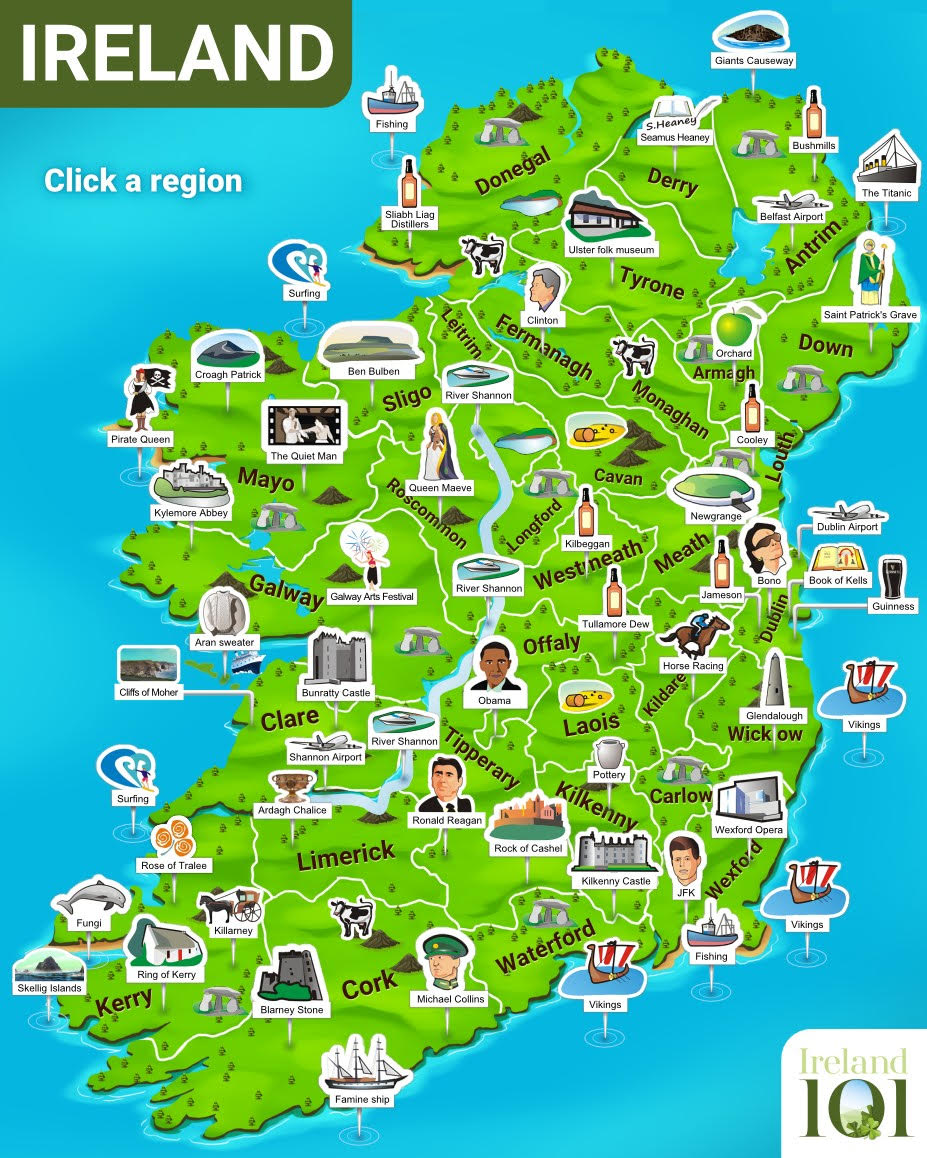 IRELAND
Click a region
Giants Causeway
Fishing
S.Heaney
Seamus Heaney
Bushmills
Donegal
Derry
The Titanic
Sliabh Liag
Distillers
Belfast Airport
Ulster folk museum
Antrim
Tyrone
Surfing
Clinton
Saint Patrick's Grave
Leitrim
Fermanagh
Orchard
Down
Croagh Patrick
Ben Bulben
Armagh
Sligo
River Shannon
Monaghan
Pirate Queen
The Quiet Man
Cooley
Louth
Mayo
Queen Maeve
Cavan
Kylemore Abbey
Roscommon
Longford
Newgrange
Dublin Airport
Kilbeggan
Meath
Westmeath
Bono
Book of Kells
Galway
Galway Arts Festival
River Shannon
Jameson
GUINNESS
Guinness
Tullamore Dew
Dublin
Aran sweater
Offaly
Horse Racing
Cliffs of Moher
Bunratty Castle
Obama
Kildare
Glendalough
Vikings
Clare
River Shannon
Laois
Wicklow
Shannon Airport
Tipperary
Pottery
Surfing
Ardagh Chalice
Ronald Reagan
Kilkenny
Carlow
Wexford Opera
Rock of Cashel
Limerick
Rose of Tralee
Kilkenny Castle
JFK
Wexford
Fungi
Killarney
Vikings
Waterford
Fishing
Ring of Kerry
Skellig Islands
Kerry
Cork
Michael Collins
Vikings
Blarney Stone
Famine ship
Ireland
101